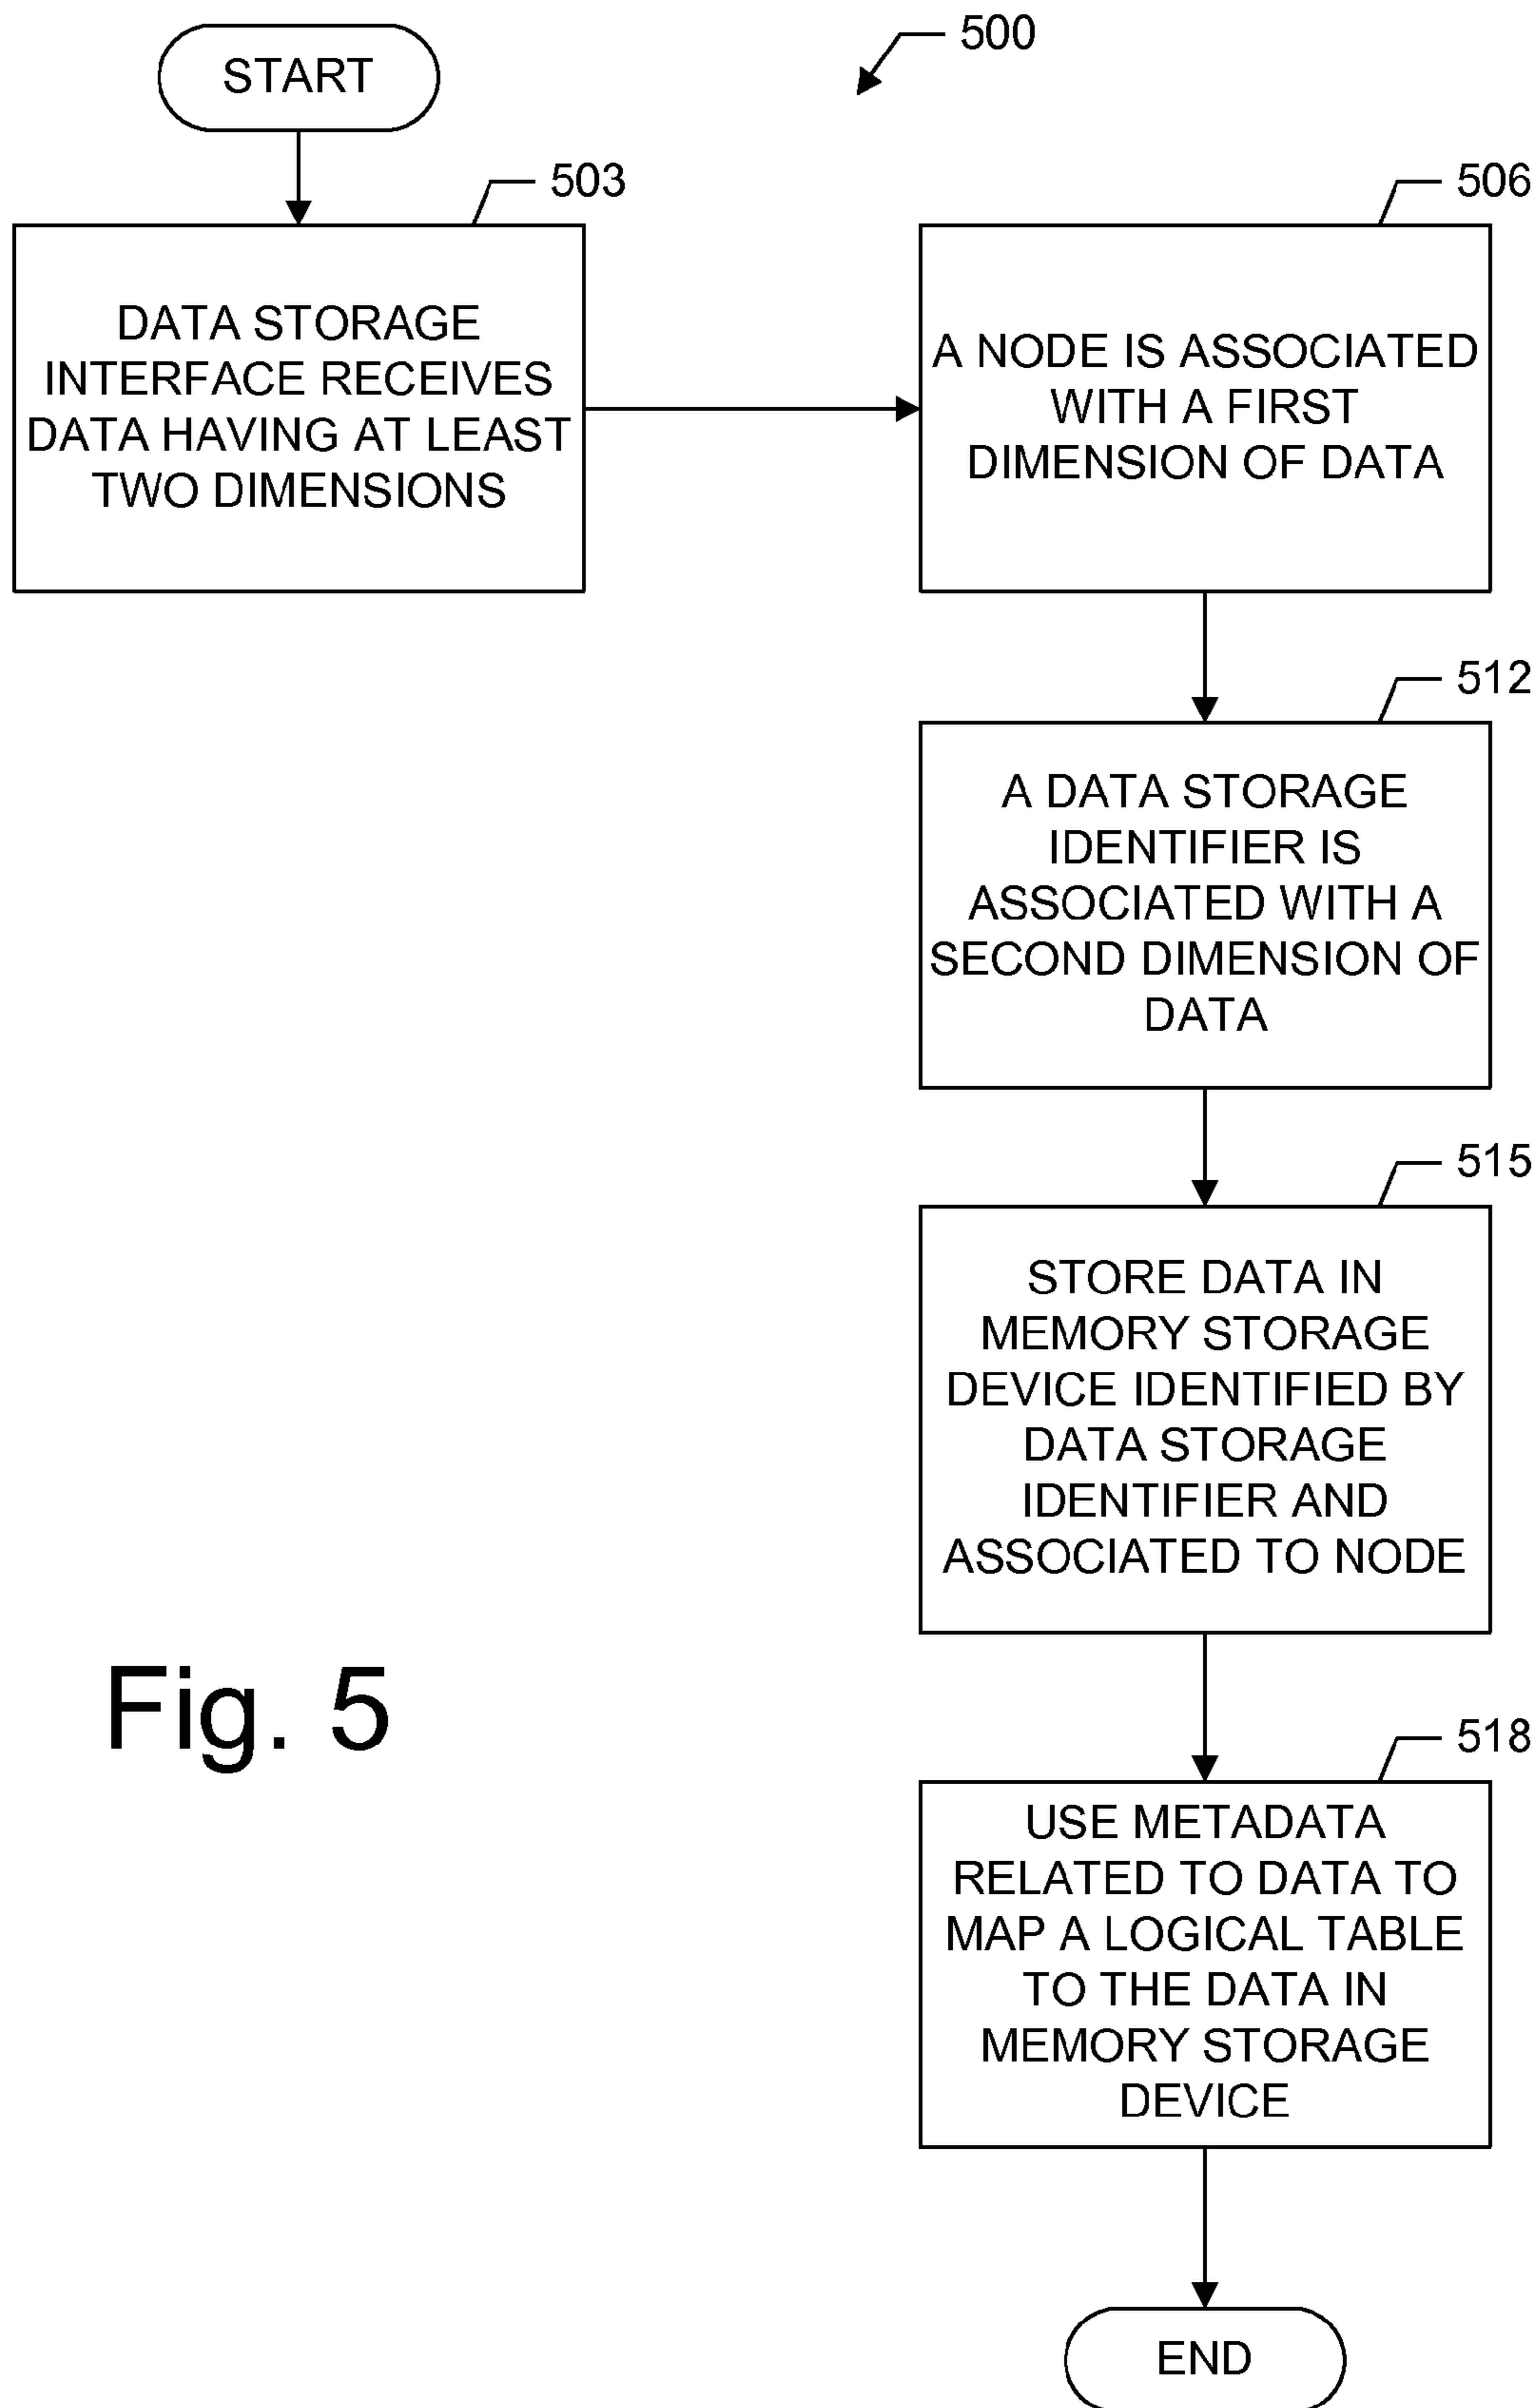 START
500
503
DATA STORAGE
INTERFACE RECEIVES
DATA HAVING AT LEAST
TWO DIMENSIONS
506
A NODE IS ASSOCIATED
WITH A FIRST
DIMENSION OF DATA
512
A DATA STORAGE
IDENTIFIER IS
ASSOCIATED WITH A
SECOND DIMENSION OF
DATA
515
STORE DATA IN
MEMORY STORAGE
DEVICE IDENTIFIED BY
DATA STORAGE
IDENTIFIER AND
ASSOCIATED TO NODE
Fig. 5
518
USE METADATA
RELATED TO DATA TO
MAP A LOGICAL TABLE
TO THE DATA IN
MEMORY STORAGE
DEVICE
END